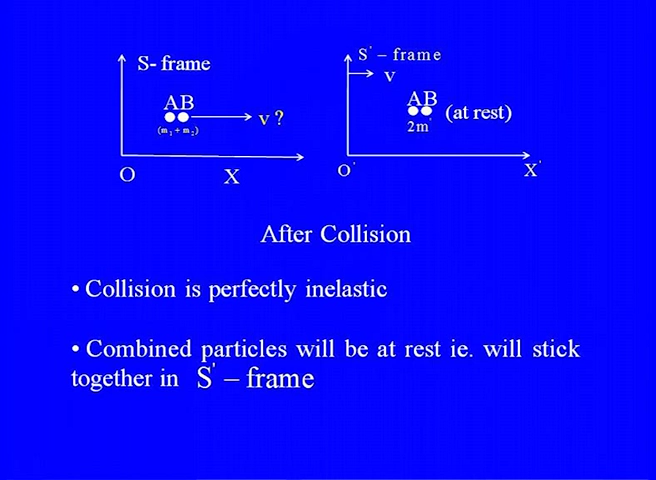 S- frame
AB
v ?
(m₁ + m₂)
O X
S' – frame
v
AB (at rest)
2m'
O' X'
After Collision
• Collision is perfectly inelastic
• Combined particles will be at rest ie. will stick
together in S' – frame